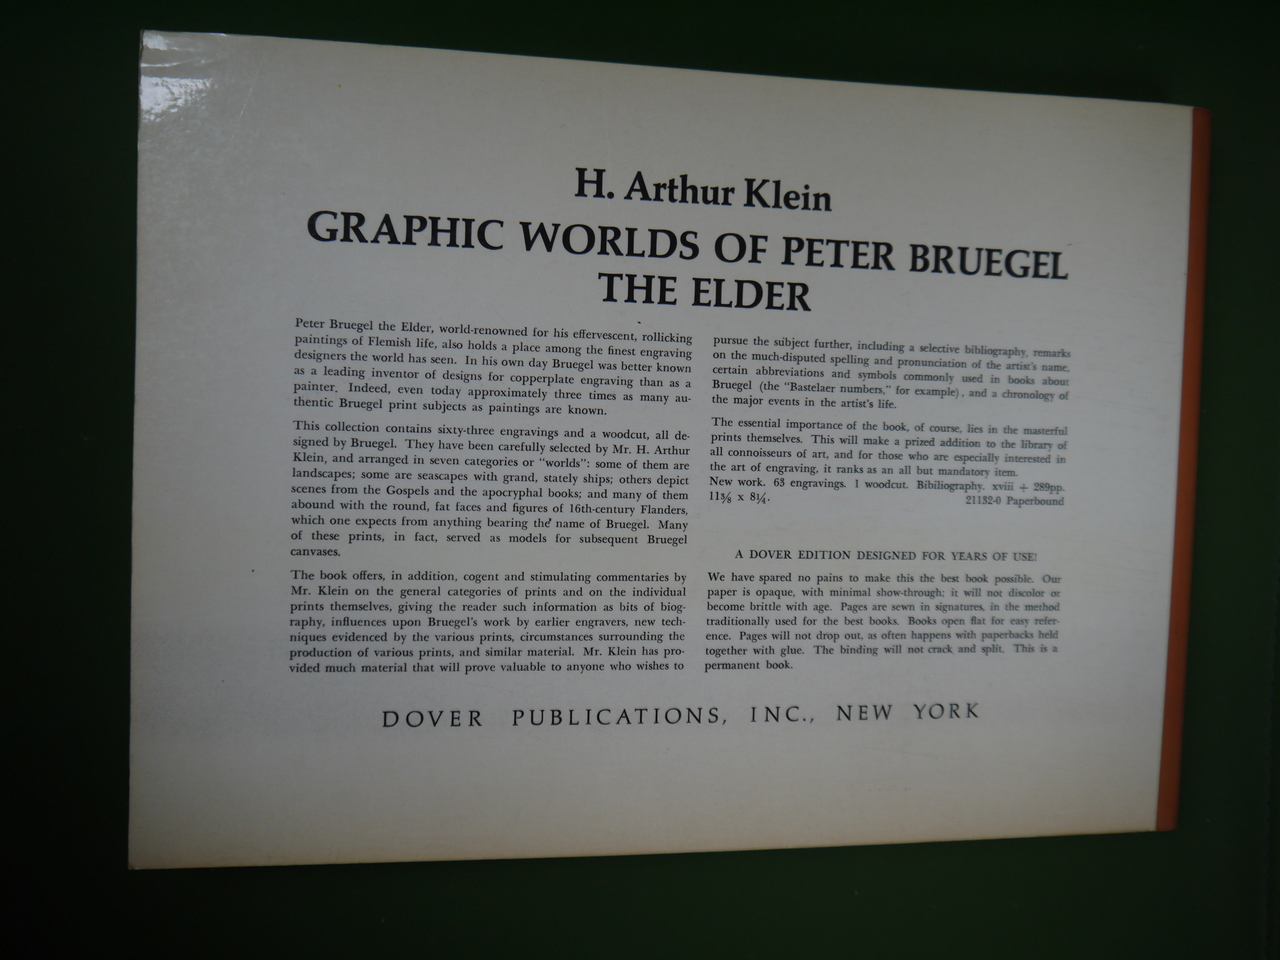 H. Arthur Klein
GRAPHIC WORLDS OF PETER BRUEGEL
THE ELDER
Peter Bruegel the Elder, world-renowned for his effervescent, rollicking
paintings of Flemish life, also holds a place among the finest engraving
designers the world has seen. In his own day Bruegel was better known
as a leading inventor of designs for copperplate engraving than as a
painter. Indeed, even today approximately three times as many au-
thentic Bruegel print subjects as paintings are known.
This collection contains sixty-three engravings and a woodcut, all de-
signed by Bruegel. They have been carefully selected by Mr. H. Arthur
Klein, and arranged in seven categories or "worlds": some of them are
landscapes; some are seascapes with grand, stately ships; others depict
scenes from the Gospels and the apocryphal books; and many of them
abound with the round, fat faces and figures of 16th-century Flanders,
which one expects from anything bearing the name of Bruegel. Many
of these prints, in fact, served as models for subsequent Bruegel
canvases.
The book offers, in addition, cogent and stimulating commentaries by
Mr. Klein on the general categories of prints and on the individual
prints themselves, giving the reader such information as bits of biog-
raphy, influences upon Bruegel's work by earlier engravers, new tech-
niques evidenced by the various prints, circumstances surrounding the
production of various prints, and similar material. Mr. Klein has pro-
vided much material that will prove valuable to anyone who wishes to
pursue the subject further, including a selective bibliography, remarks
on the much-disputed spelling and pronunciation of the artist's name,
certain abbreviations and symbols commonly used in books about
Bruegel (the "Bastelaer numbers," for example), and a chronology of
the major events in the artist's life.
The essential importance of the book, of course, lies in the masterful
prints themselves. This will make a prized addition to the library of
all connoisseurs of art, and for those who are especially interested in
the art of engraving, it ranks as an all but mandatory item.
New work. 63 engravings. 1 woodcut. Bibiliography. xviii + 289pp.
11⅜ x 8¼. 21132-0 Paperbound
A DOVER EDITION DESIGNED FOR YEARS OF USE!
We have spared no pains to make this the best book possible. Our
paper is opaque, with minimal show-through; it will not discolor or
become brittle with age. Pages are sewn in signatures, in the method
traditionally used for the best books. Books open flat for easy refer-
ence. Pages will not drop out, as often happens with paperbacks held
together with glue. The binding will not crack and split. This is a
permanent book.
DOVER PUBLICATIONS, INC., NEW YORK